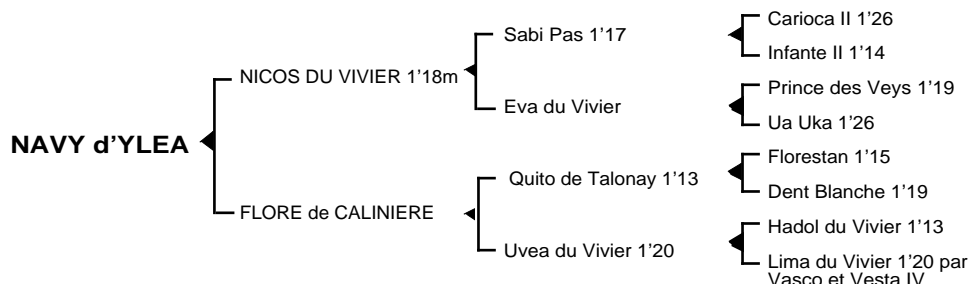 Carioca II 1’26
Sabi Pas 1’17
Infante II 1’14
NICOS DU VIVIER 1’18m
Prince des Veys 1’19
Eva du Vivier
Ua Uka 1’26
NAVY d’YLEA
Florestan 1’15
Quito de Talonay 1’13
Dent Blanche 1’19
FLORE de CALINIERE
Hadol du Vivier 1’13
Uvea du Vivier 1’20
Lima du Vivier 1’20 par
Vasco et Vesta IV